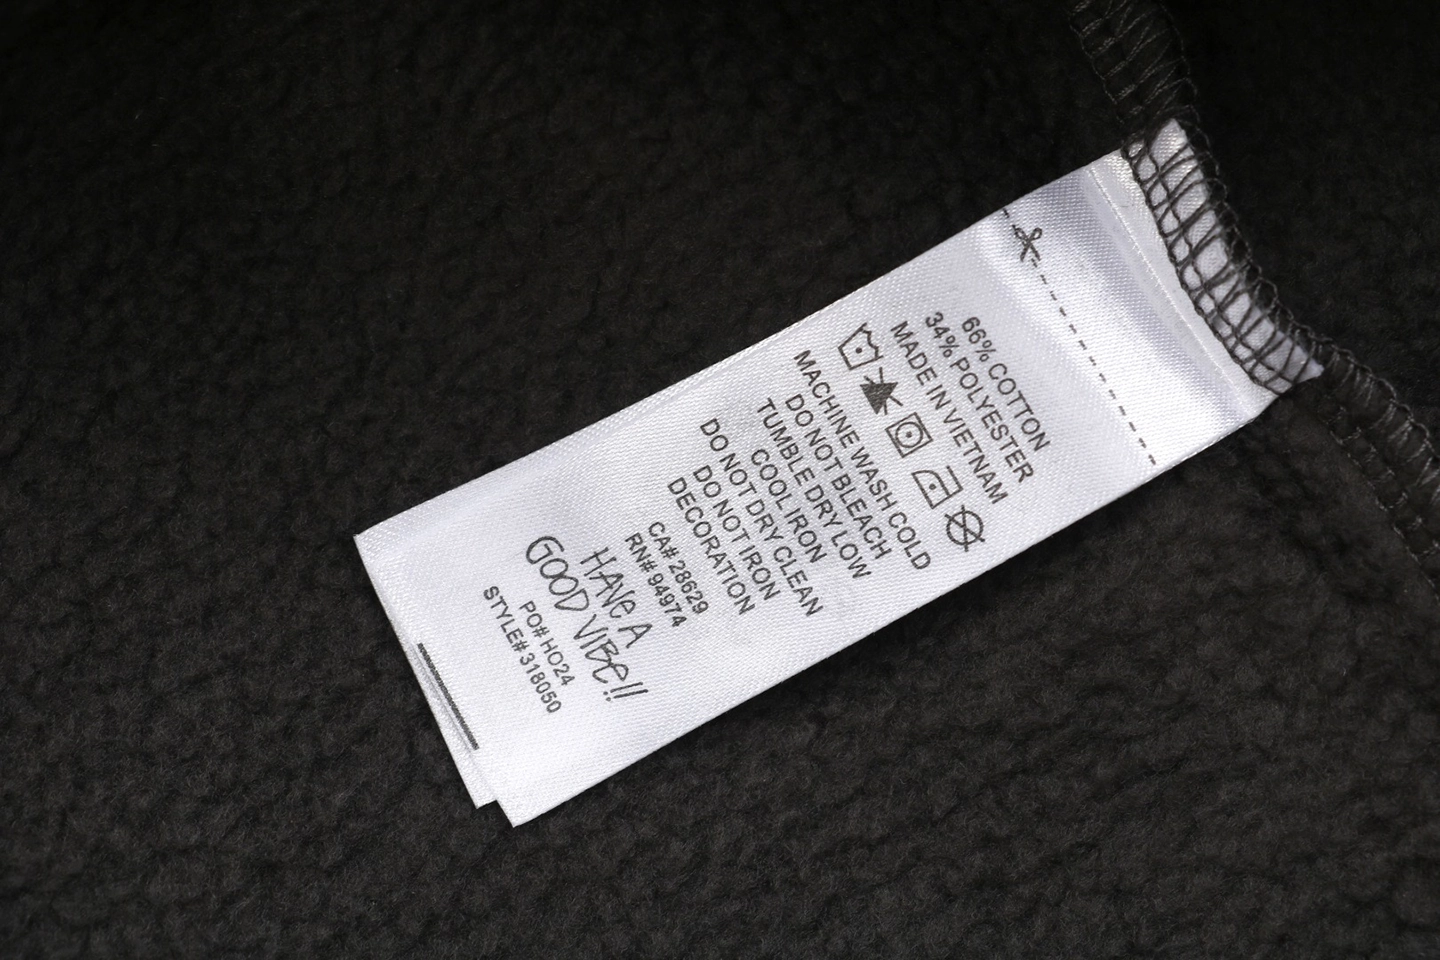 66% COTTON
34% POLYESTER
MADE IN VIETNAM
MACHINE WASH COLD
DO NOT BLEACH
TUMBLE DRY LOW
COOL IRON
DO NOT DRY CLEAN
DO NOT IRON
DECORATION
CA# 28629
RN# 94974
HAVE A
GOOD VIBE!!
PO# HO24
STYLE# 318050